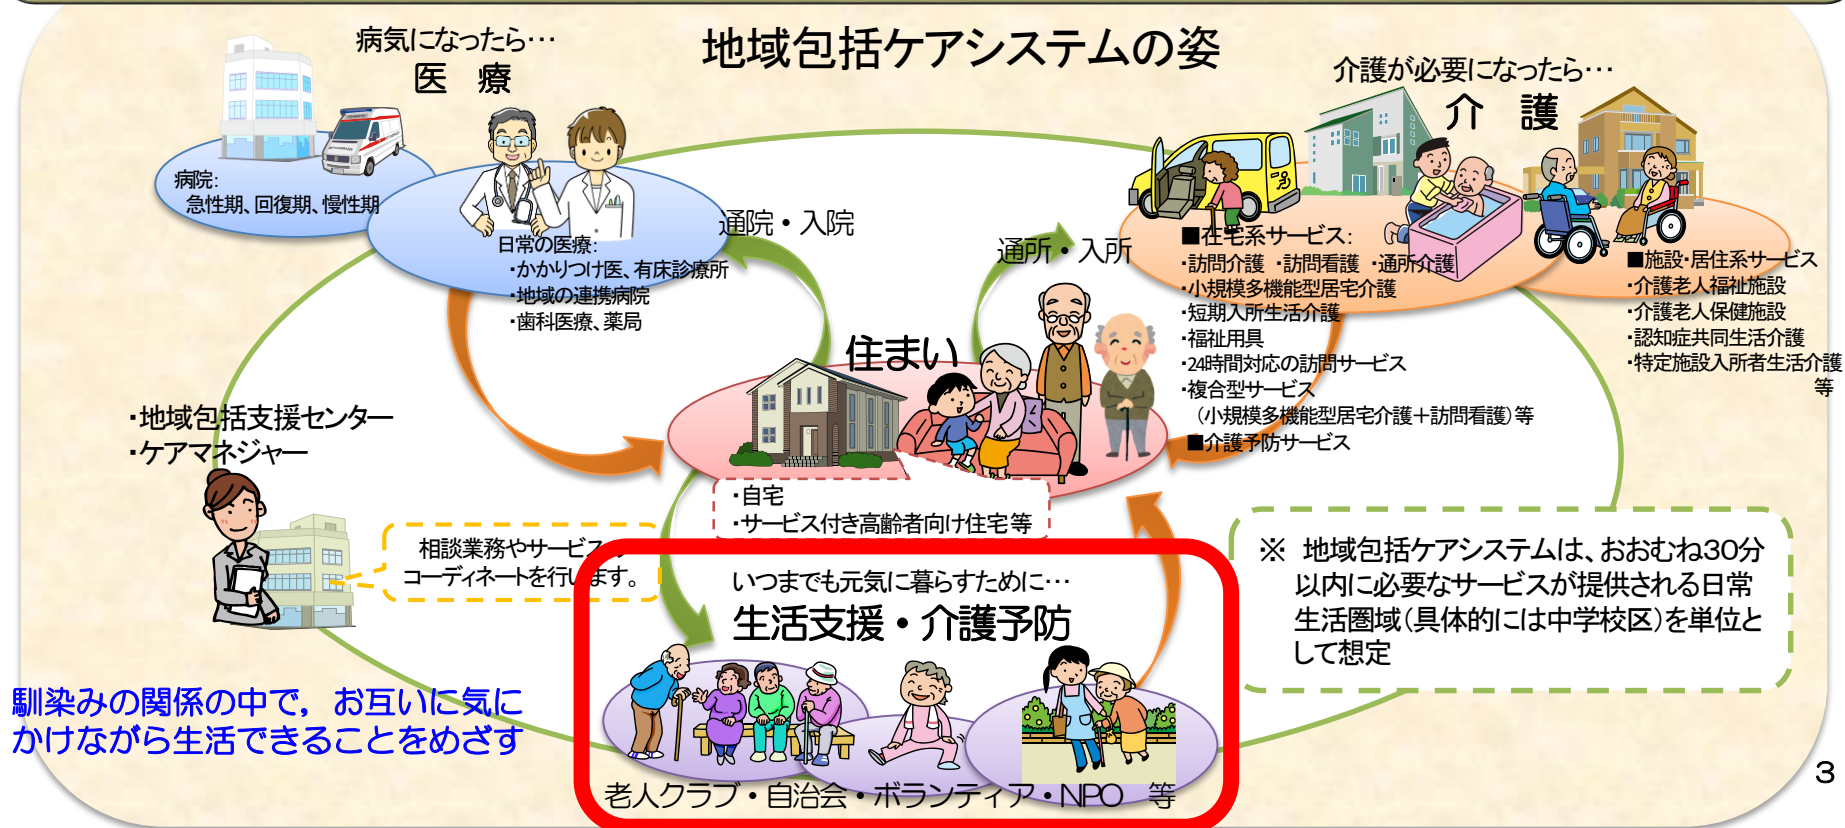 地域包括ケアシステムの姿
病気になったら…
医　療
病院:
急性期、回復期、慢性期
日常の医療:
・かかりつけ医、有床診療所
・地域の連携病院
・歯科医療、薬局
通院・入院
通所・入所
介護が必要になったら…
介　護
■在宅系サービス:
・訪問介護 ・訪問看護 ・通所介護
・小規模多機能型居宅介護
・短期入所生活介護
・福祉用具
・24時間対応の訪問サービス
・複合型サービス
（小規模多機能型居宅介護＋訪問看護）等
■介護予防サービス
■施設・居住系サービス
・介護老人福祉施設
・介護老人保健施設
・認知症共同生活介護
・特定施設入所者生活介護
等
住まい
・自宅
・サービス付き高齢者向け住宅 等
・地域包括支援センター
・ケアマネジャー
相談業務やサービスの
コーディネートを行います。
いつまでも元気に暮らすために…
生活支援・介護予防
老人クラブ・自治会・ボランティア・NPO　等
※　地域包括ケアシステムは、おおむね30分
以内に必要なサービスが提供される日常
生活圏域（具体的には中学校区）を単位と
して想定
馴染みの関係の中で，お互いに気に
かけながら生活できることをめざす
3